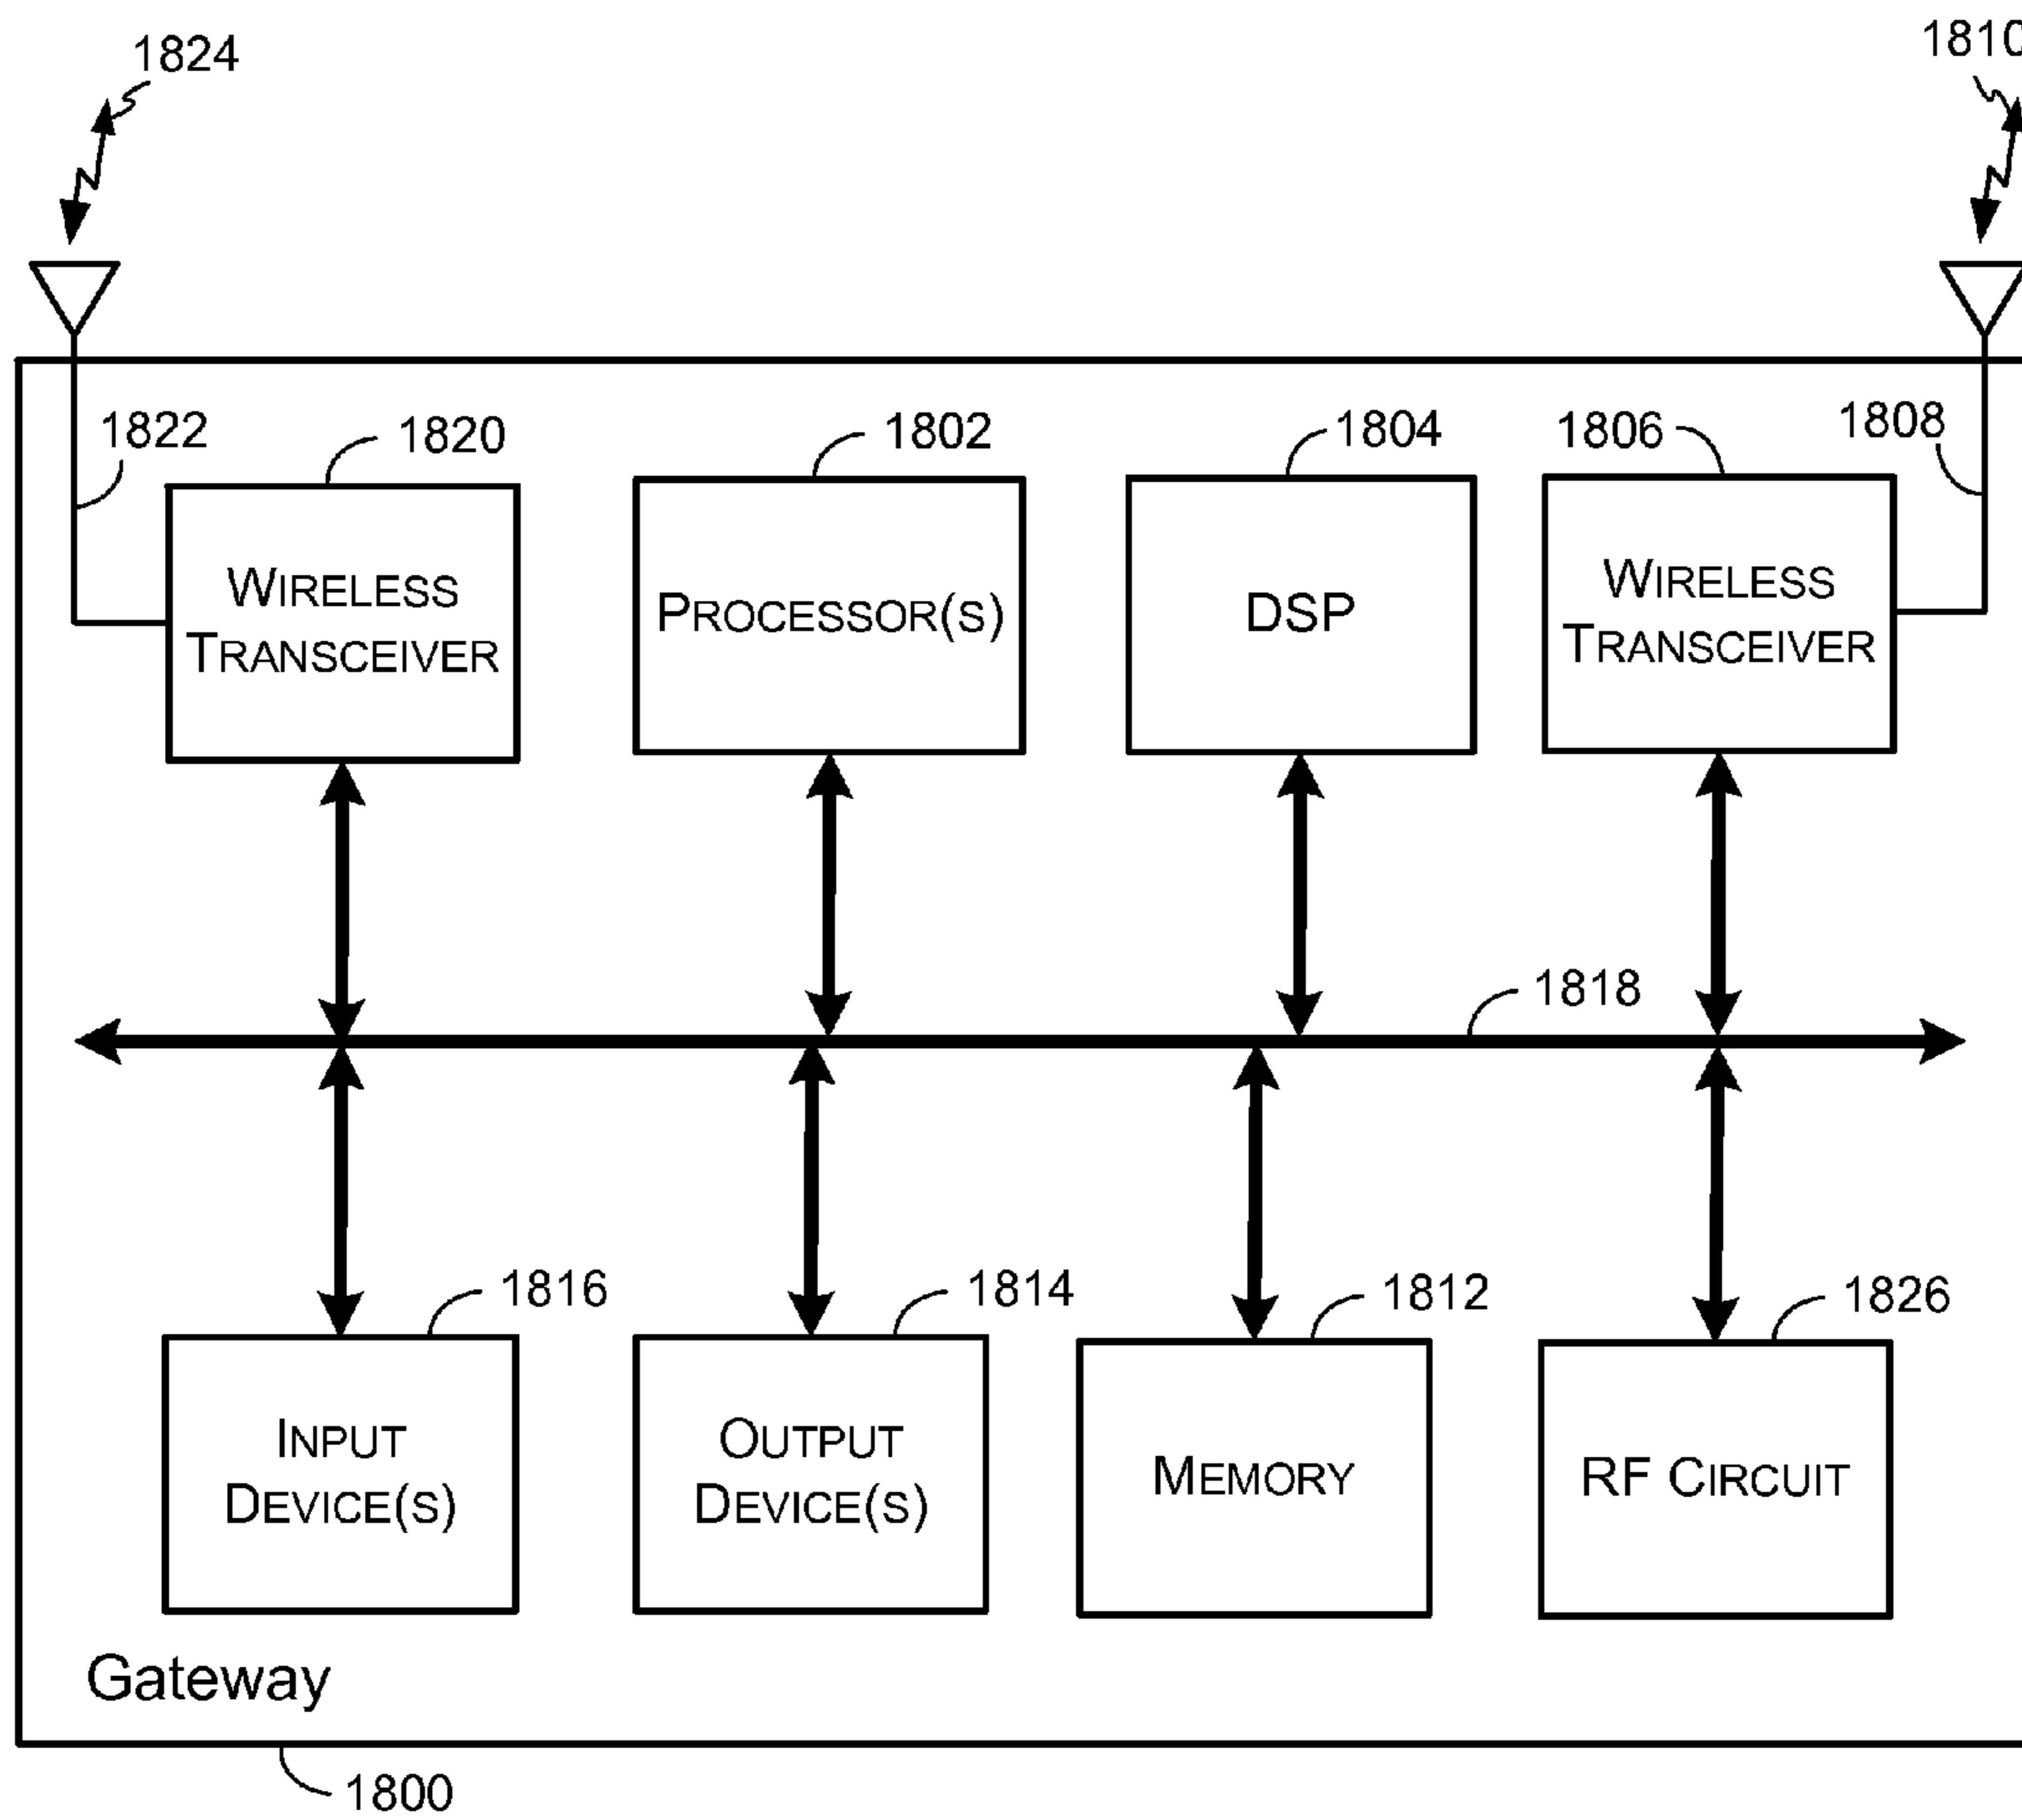 1824
1810
1822
1820
1802
1804
1806
1808
WIRELESS
TRANSCEIVER
PROCESSOR(S)
DSP
WIRELESS
TRANSCEIVER
1818
1816
1814
1812
1826
INPUT
DEVICE(S)
OUTPUT
DEVICE(S)
MEMORY
RF CIRCUIT
Gateway
1800